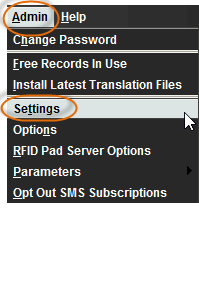 Admin Help
Change Password
Free Records In Use
Install Latest Translation Files
Settings
Options
RFID Pad Server Options
Parameters
Opt Out SMS Subscriptions